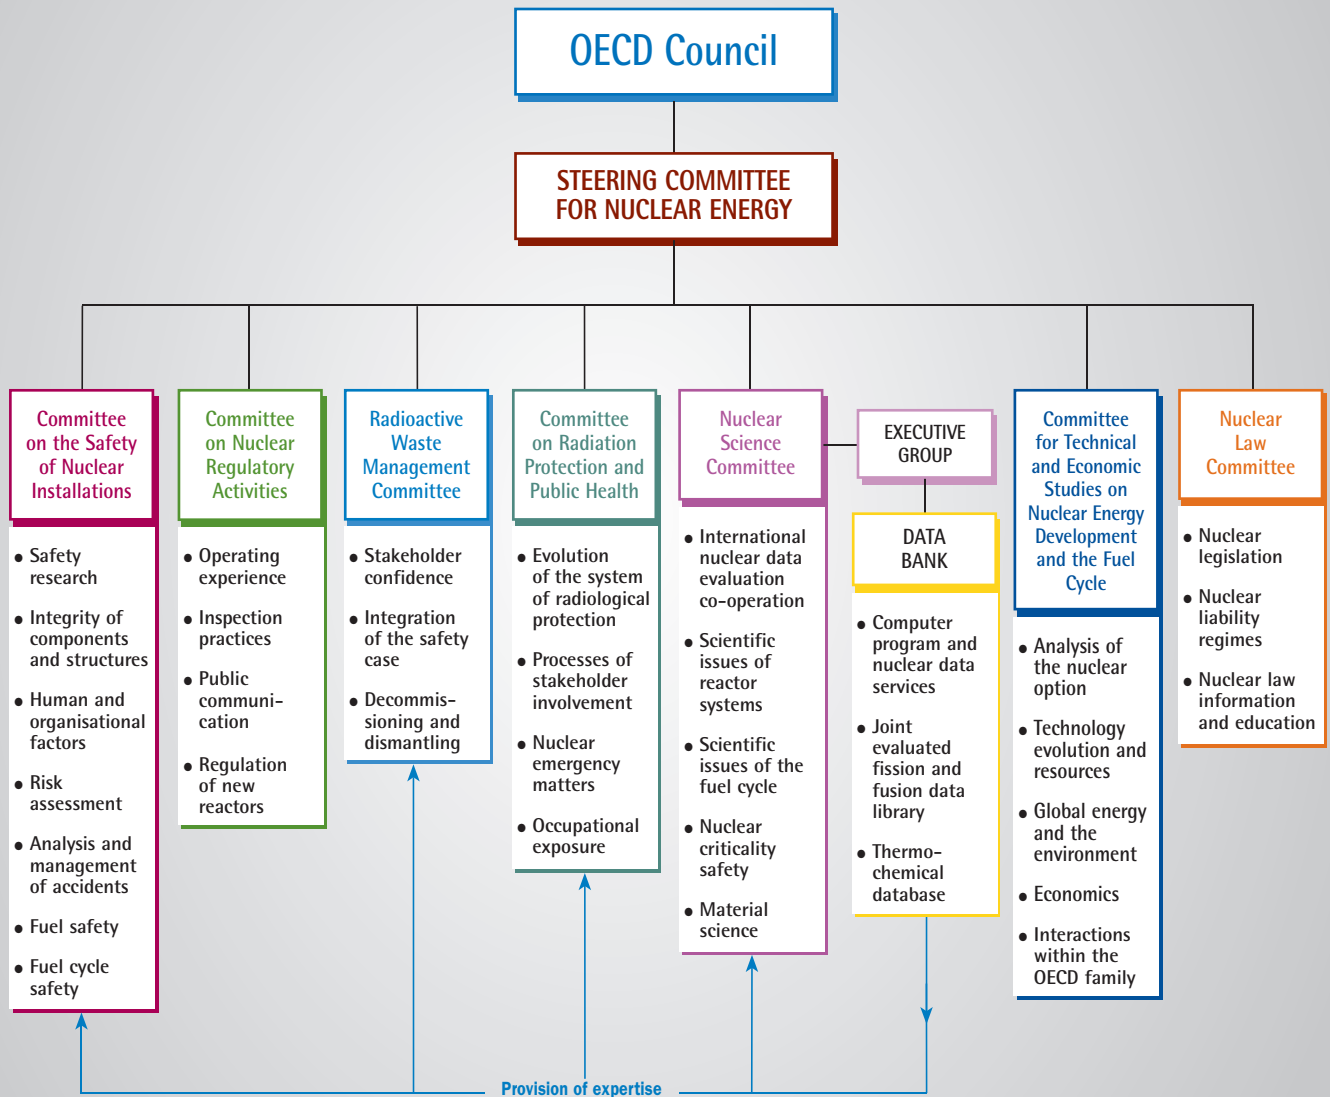 OECD Council
STEERING COMMITTEE
FOR NUCLEAR ENERGY
Committee
on the Safety
of Nuclear
Installations
• Safety
research
• Integrity of
components
and structures
• Human and
organisational
factors
• Risk
assessment
• Analysis and
management
of accidents
• Fuel safety
• Fuel cycle
safety
Committee
on Nuclear
Regulatory
Activities
• Operating
experience
• Inspection
practices
• Public
communi-
cation
• Regulation
of new
reactors
Radioactive
Waste
Management
Committee
• Stakeholder
confidence
• Integration
of the safety
case
• Decommis-
sioning and
dismantling
Committee
on Radiation
Protection and
Public Health
• Evolution
of the system
of radiological
protection
• Processes of
stakeholder
involvement
• Nuclear
emergency
matters
• Occupational
exposure
Nuclear
Science
Committee
• International
nuclear data
evaluation
co-operation
• Scientific
issues of
reactor
systems
• Scientific
issues of the
fuel cycle
• Nuclear
criticality
safety
• Material
science
EXECUTIVE
GROUP
DATA
BANK
• Computer
program and
nuclear data
services
• Joint
evaluated
fission and
fusion data
library
• Thermo-
chemical
database
Committee
for Technical
and Economic
Studies on
Nuclear Energy
Development
and the Fuel
Cycle
• Analysis of
the nuclear
option
• Technology
evolution and
resources
• Global energy
and the
environment
• Economics
• Interactions
within the
OECD family
Nuclear
Law
Committee
• Nuclear
legislation
• Nuclear
liability
regimes
• Nuclear law
information
and education
Provision of expertise